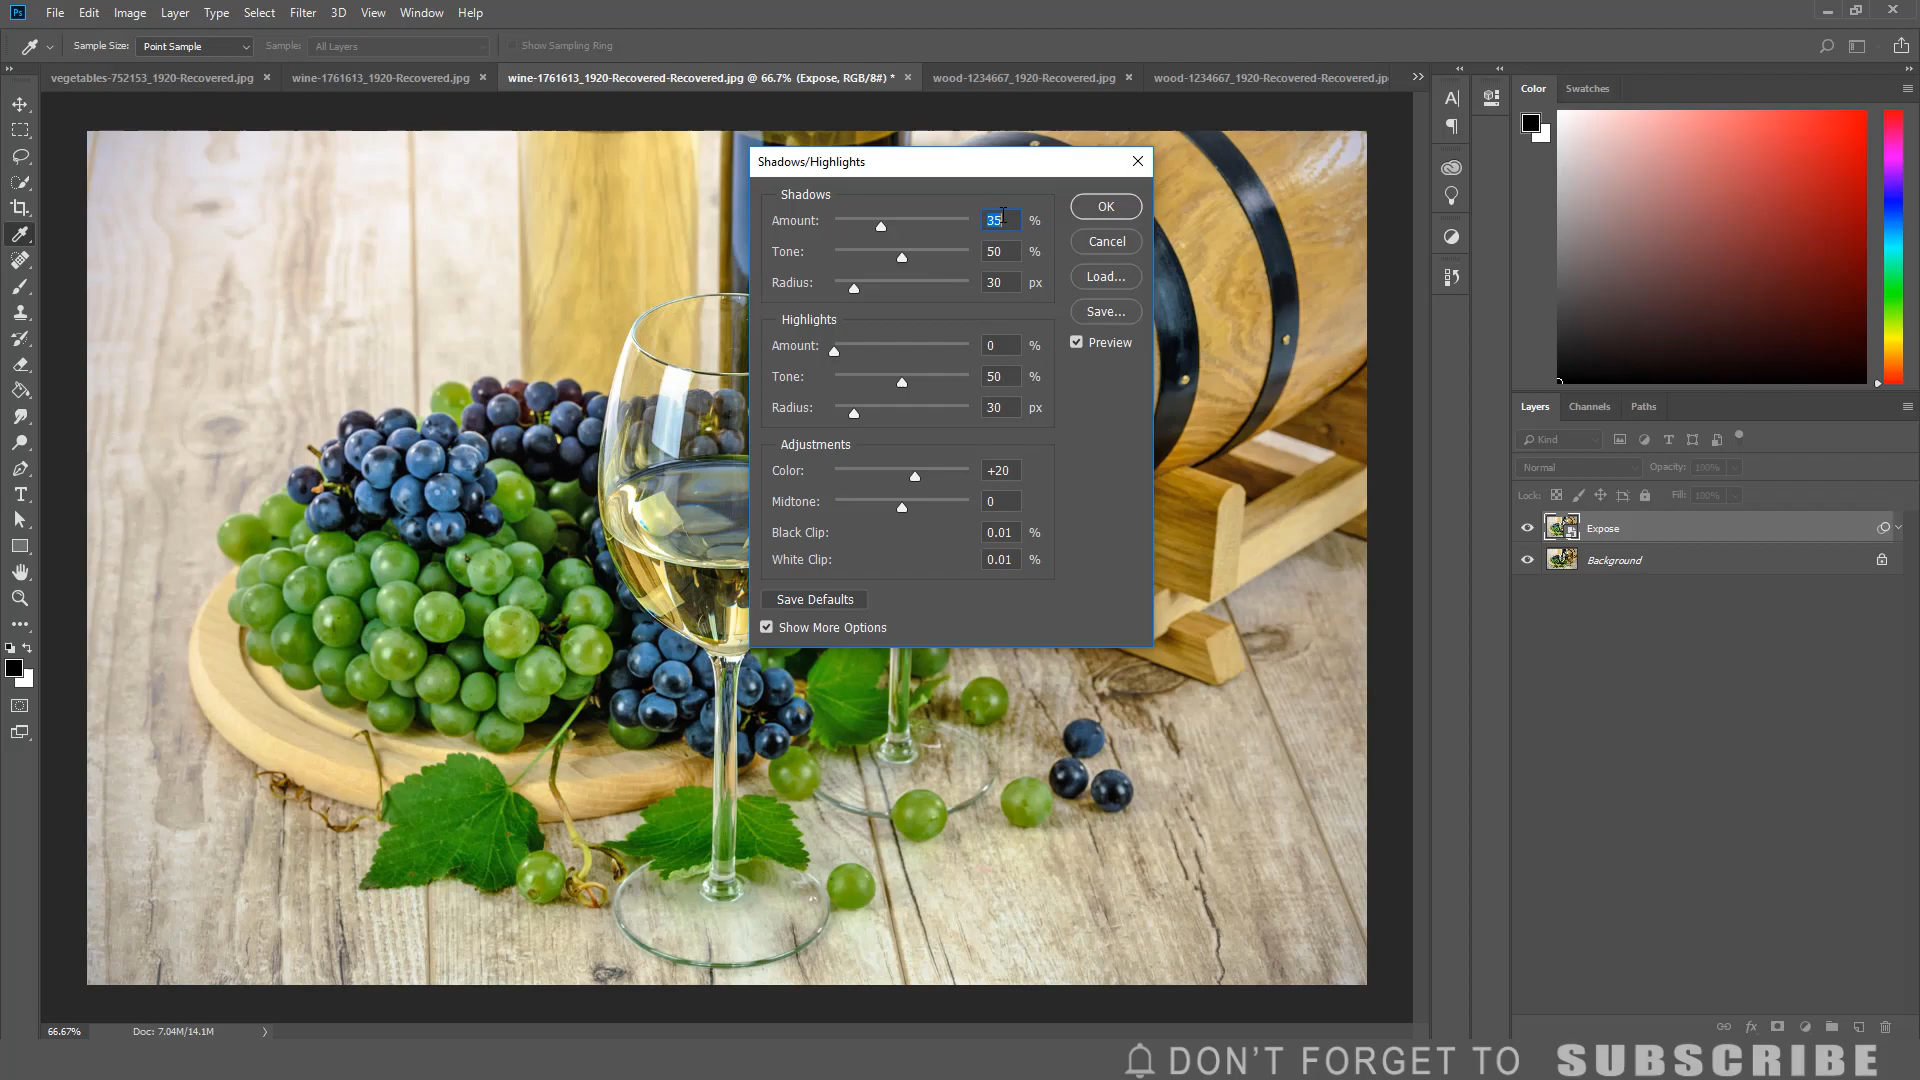 Ps File Edit Image Layer Type Select Filter 3D View Window Help
Sample Size: Point Sample Sample: All Layers Show Sampling Ring
vegetables-752153_1920-Recovered.jpg wine-1761613_1920-Recovered.jpg wine-1761613_1920-Recovered-Recovered.jpg @ 66.7% (Expose, RGB/8#) * wood-1234667_1920-Recovered.jpg wood-1234667_1920-Recovered-Recovered.jp
Color Swatches
Shadows/Highlights
Shadows
Amount: 35 %
Tone: 50 %
Radius: 30 px
Highlights
Amount: 0 %
Tone: 50 %
Radius: 30 px
Adjustments
Color: +20
Midtone: 0
Black Clip: 0.01 %
White Clip: 0.01 %
Save Defaults
Show More Options
OK
Cancel
Load...
Save...
Preview
Layers Channels Paths
Kind
Normal Opacity: 100%
Lock: Fill: 100%
Expose
Background
66.67% Doc: 7.04M/14.1M
DON'T FORGET TO SUBSCRIBE